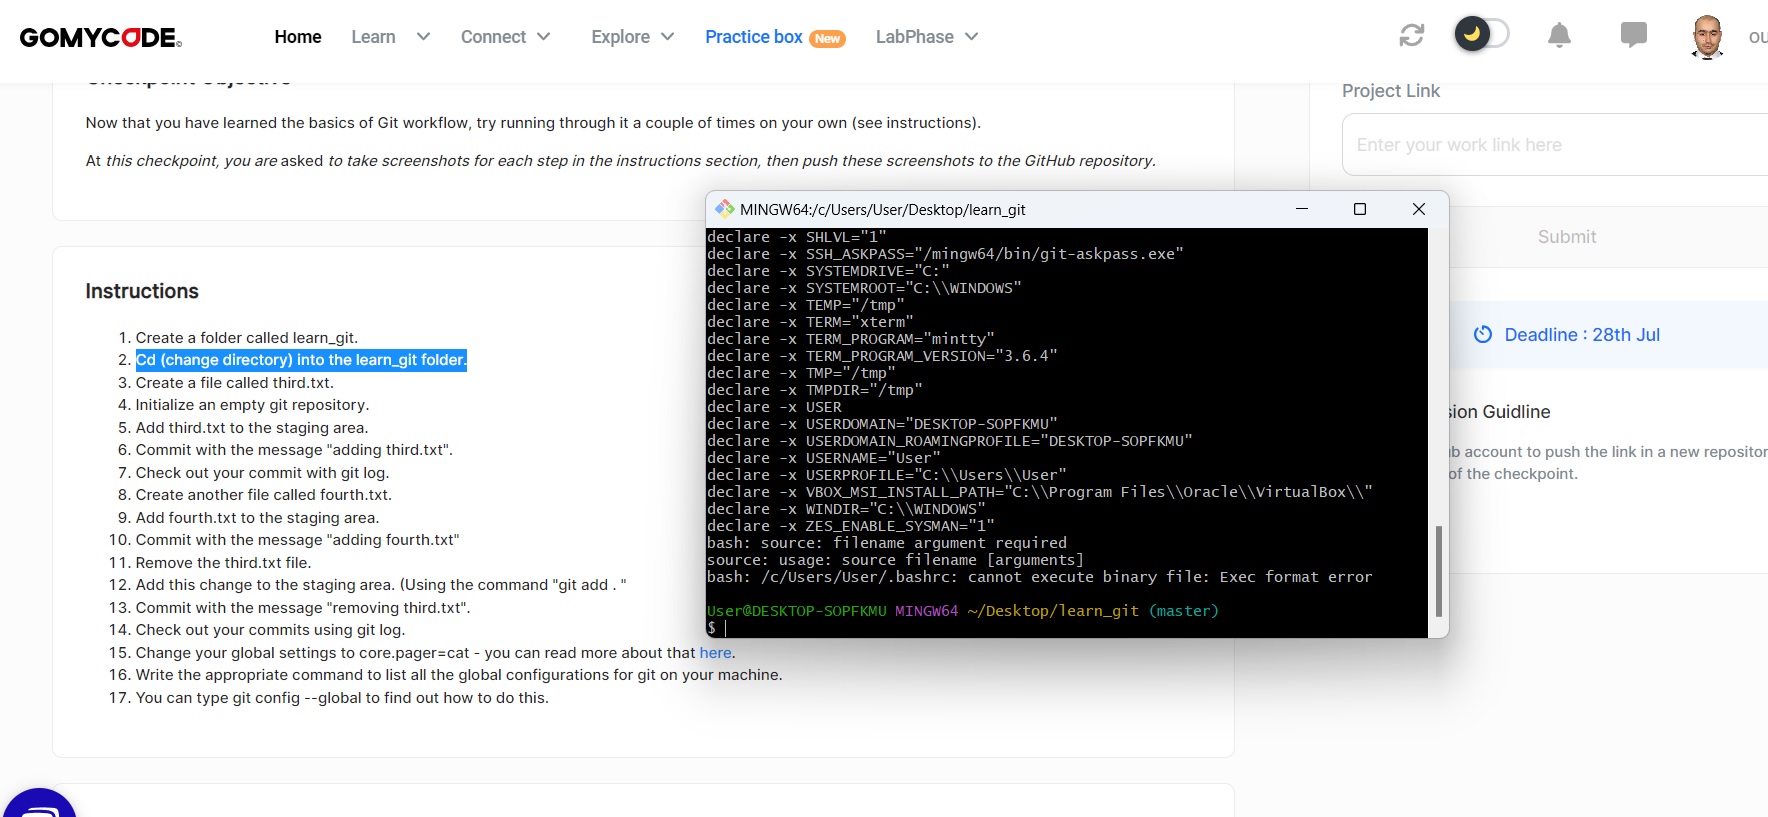 GOMYCODE
Home Learn Connect Explore Practice box New LabPhase
Checkpoint Objective
Now that you have learned the basics of Git workflow, try running through it a couple of times on your own (see instructions).
At this checkpoint, you are asked to take screenshots for each step in the instructions section, then push these screenshots to the GitHub repository.
Instructions
1. Create a folder called learn_git.
2. Cd (change directory) into the learn_git folder.
3. Create a file called third.txt.
4. Initialize an empty git repository.
5. Add third.txt to the staging area.
6. Commit with the message "adding third.txt".
7. Check out your commit with git log.
8. Create another file called fourth.txt.
9. Add fourth.txt to the staging area.
10. Commit with the message "adding fourth.txt"
11. Remove the third.txt file.
12. Add this change to the staging area. (Using the command "git add . "
13. Commit with the message "removing third.txt".
14. Check out your commits using git log.
15. Change your global settings to core.pager=cat - you can read more about that here.
16. Write the appropriate command to list all the global configurations for git on your machine.
17. You can type git config --global to find out how to do this.
MINGW64:/c/Users/User/Desktop/learn_git
declare -x SHLVL="1"
declare -x SSH_ASKPASS="/mingw64/bin/git-askpass.exe"
declare -x SYSTEMDRIVE="C:"
declare -x SYSTEMROOT="C:\\WINDOWS"
declare -x TEMP="/tmp"
declare -x TERM="xterm"
declare -x TERM_PROGRAM="mintty"
declare -x TERM_PROGRAM_VERSION="3.6.4"
declare -x TMP="/tmp"
declare -x TMPDIR="/tmp"
declare -x USER
declare -x USERDOMAIN="DESKTOP-SOPFKMU"
declare -x USERDOMAIN_ROAMINGPROFILE="DESKTOP-SOPFKMU"
declare -x USERNAME="User"
declare -x USERPROFILE="C:\\Users\\User"
declare -x VBOX_MSI_INSTALL_PATH="C:\\Program Files\\Oracle\\VirtualBox\\"
declare -x WINDIR="C:\\WINDOWS"
declare -x ZES_ENABLE_SYSMAN="1"
bash: source: filename argument required
source: usage: source filename [arguments]
bash: /c/Users/User/.bashrc: cannot execute binary file: Exec format error
User@DESKTOP-SOPFKMU MINGW64 ~/Desktop/learn_git (master)
$
ou
Project Link
Enter your work link here
Submit
Deadline : 28th Jul
sion Guidline
b account to push the link in a new repositor
of the checkpoint.